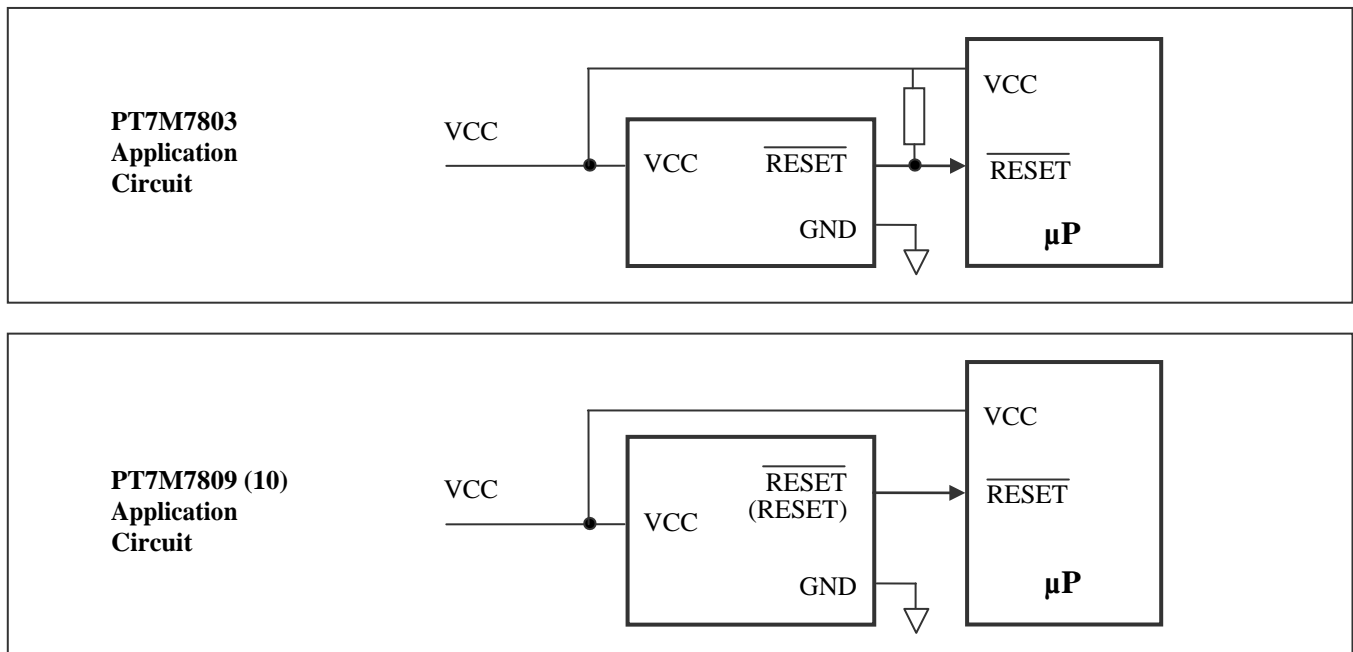 PT7M7803
Application
Circuit
VCC
VCC
RESET
GND
VCC
RESET
µP
PT7M7809 (10)
Application
Circuit
VCC
VCC
RESET
(RESET)
GND
VCC
RESET
µP